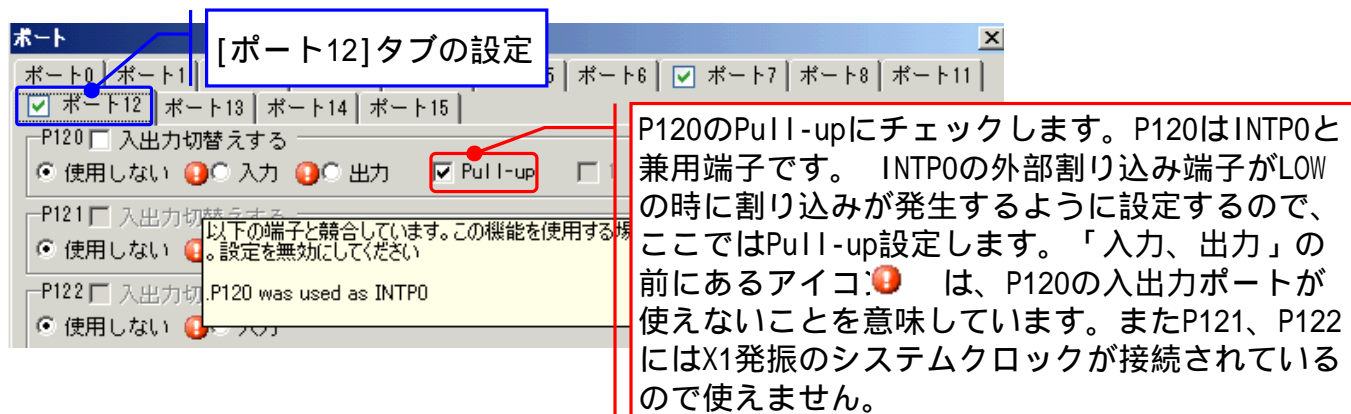 ポート
[ポート12]タブの設定
ポート0 ポート1 5 ポート6 ポート7 ポート8 ポート11
ポート12 ポート13 ポート14 ポート15
P120 入出力切替えする
使用しない 入力 出力 Pull-up 1
P121 入出力切替えする
使用しない
以下の端子と競合しています。この機能を使用する場
。設定を無効にしてください
.P120 was used as INTP0
P122 入出力切
使用しない 入力
P120のPull-upにチェックします。P120はINTP0と
兼用端子です。 INTP0の外部割り込み端子がLOW
の時に割り込みが発生するように設定するので、
ここではPull-up設定します。「入力、出力」の
前にあるアイコン は、P120の入出力ポートが
使えないことを意味しています。またP121、P122
にはX1発振のシステムクロックが接続されている
ので使えません。